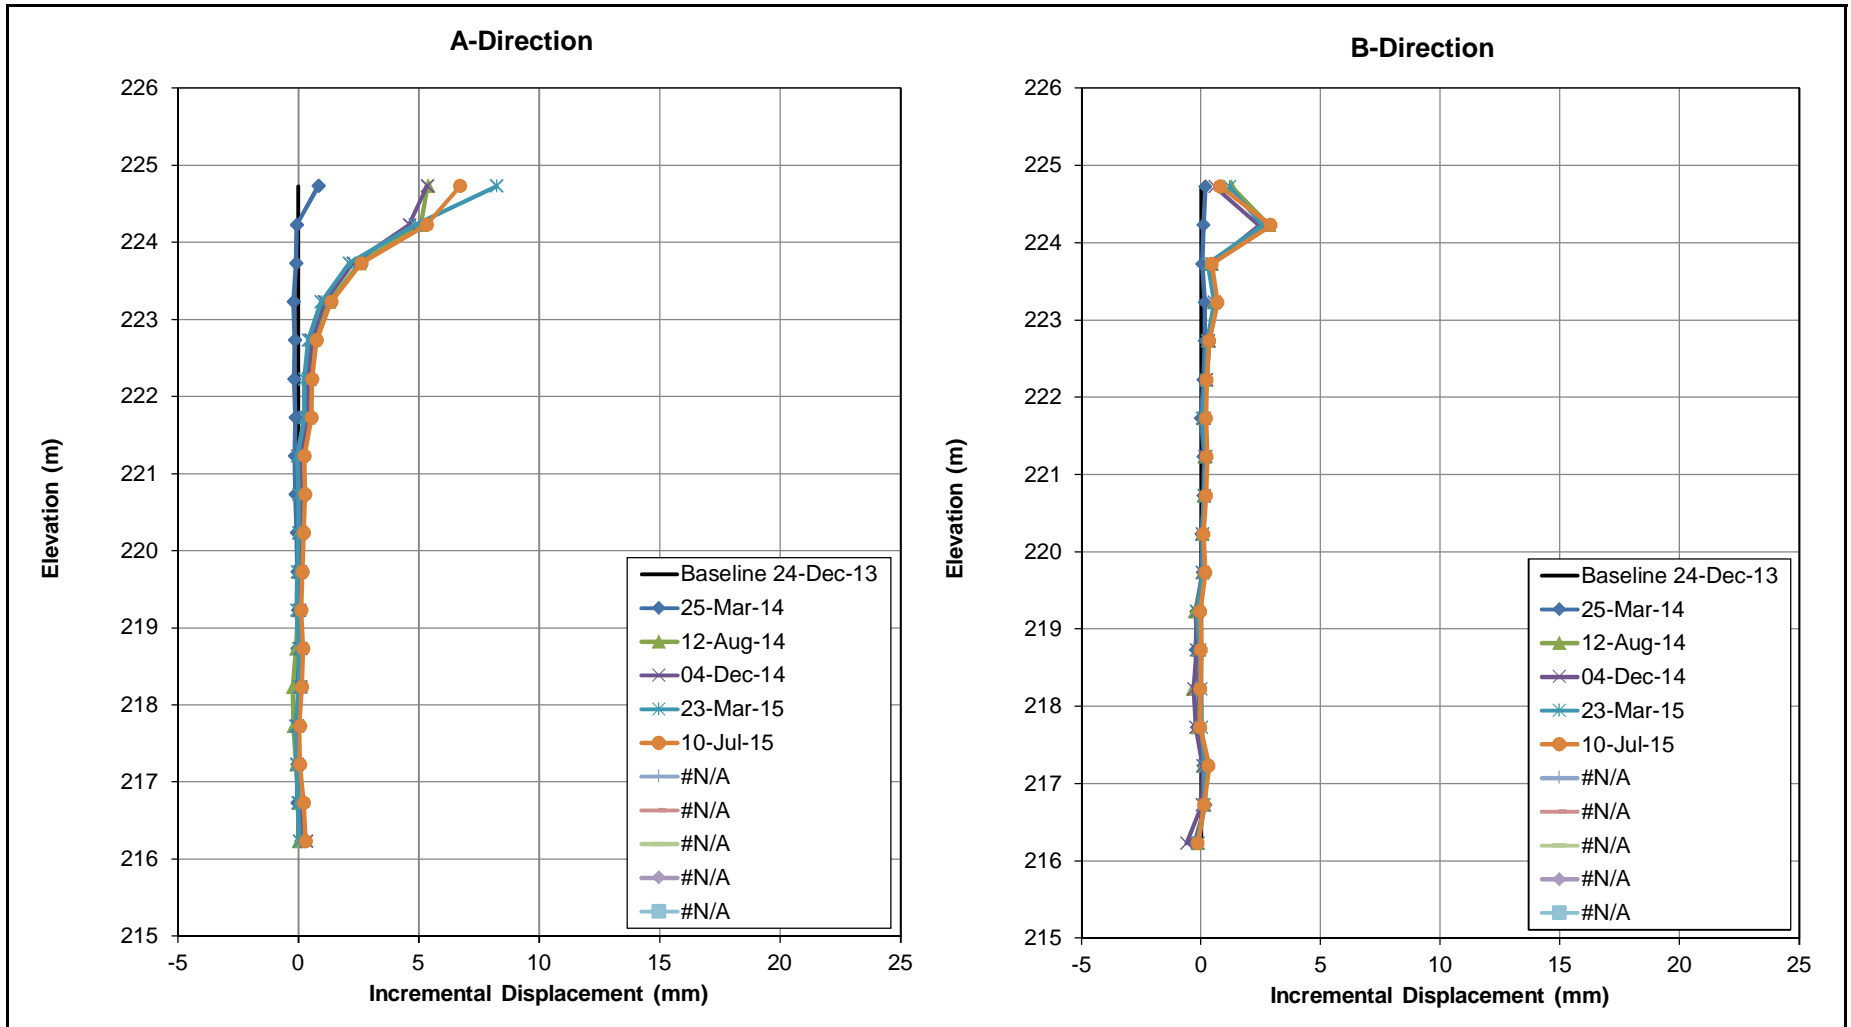 A-Direction
226
225
224
223
222
221
220
219
218
217
216
215
-5 0 5 10 15 20 25
Elevation (m)
Incremental Displacement (mm)
Baseline 24-Dec-13
25-Mar-14
12-Aug-14
04-Dec-14
23-Mar-15
10-Jul-15
#N/A
#N/A
#N/A
#N/A
#N/A
B-Direction
226
225
224
223
222
221
220
219
218
217
216
215
-5 0 5 10 15 20 25
Elevation (m)
Incremental Displacement (mm)
Baseline 24-Dec-13
25-Mar-14
12-Aug-14
04-Dec-14
23-Mar-15
10-Jul-15
#N/A
#N/A
#N/A
#N/A
#N/A